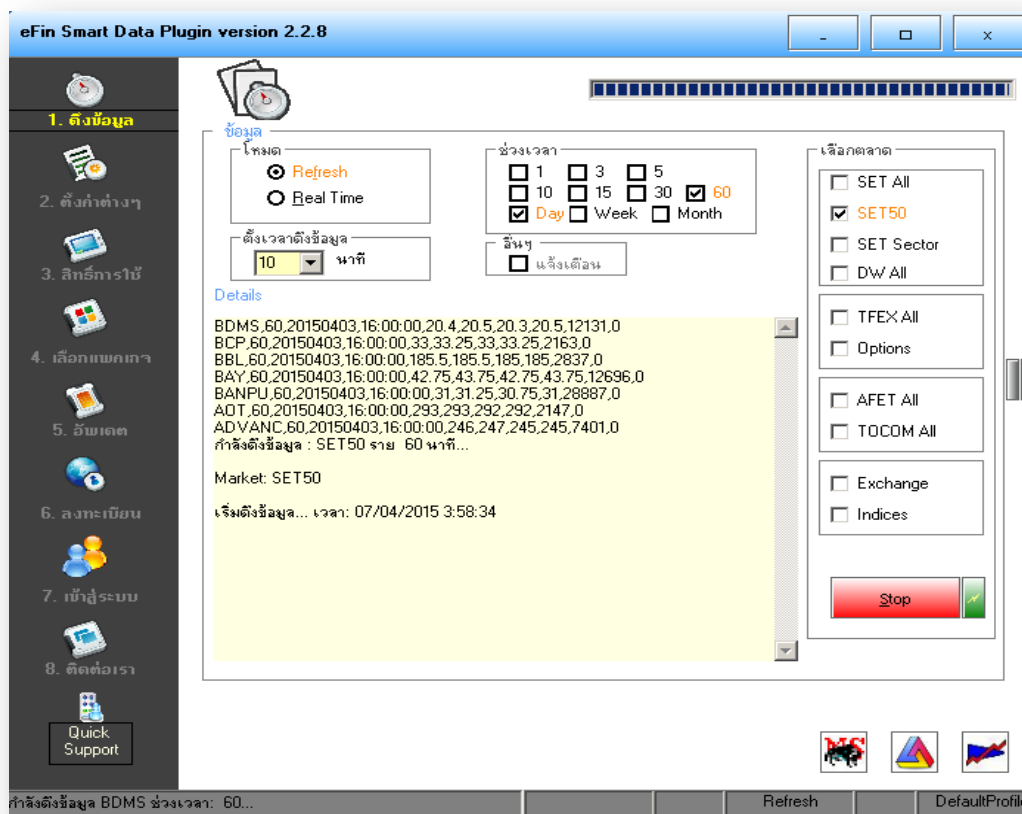 eFin Smart Data Plugin version 2.2.8
1. ดึงข้อมูล
2. ตั้งค่าต่างๆ
3. สิทธิ์การใช้
4. เลือกแพคเกจ
5. อัพเดต
6. ลงทะเบียน
7. เข้าสู่ระบบ
8. ติดต่อเรา
Quick
Support
ข้อมูล
โหมด
Refresh
Real Time
ตั้งเวลาดึงข้อมูล
10 นาที
ช่วงเวลา
1 3 5
10 15 30 60
Day Week Month
อื่นๆ
แจ้งเตือน
Details
BDMS,60,20150403,16:00:00,20.4,20.5,20.3,20.5,12131,0
BCP,60,20150403,16:00:00,33,33.25,33,33.25,2163,0
BBL,60,20150403,16:00:00,185.5,185.5,185,185,2837,0
BAY,60,20150403,16:00:00,42.75,43.75,42.75,43.75,12696,0
BANPU,60,20150403,16:00:00,31,31.25,30.75,31,28887,0
AOT,60,20150403,16:00:00,293,293,292,292,2147,0
ADVANC,60,20150403,16:00:00,246,247,245,245,7401,0
กำลังดึงข้อมูล : SET50 ราย 60 นาที...
Market: SET50
เริ่มดึงข้อมูล... เวลา: 07/04/2015 3:58:34
เลือกตลาด
SET All
SET50
SET Sector
DW All
TFEX All
Options
AFET All
TOCOM All
Exchange
Indices
Stop
MS
กำลังดึงข้อมูล BDMS ช่วงเวลา: 60...
Refresh
DefaultProfile